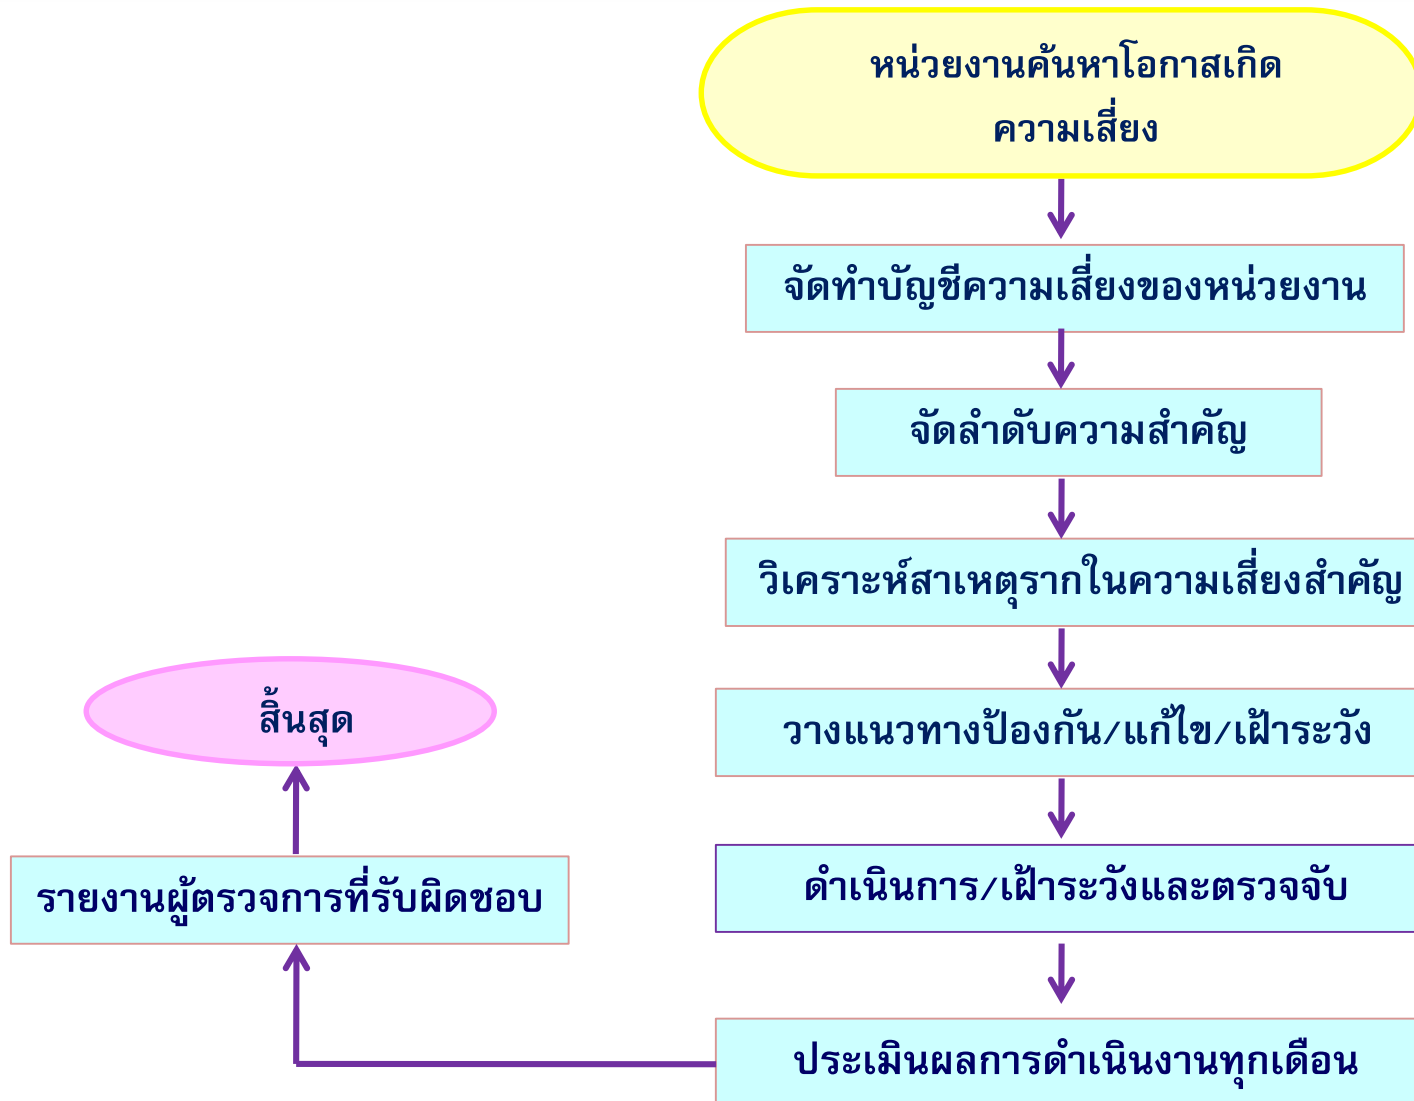 หน่วยงานค้นหาโอกาสเกิด
ความเสี่ยง
จัดทำบัญชีความเสี่ยงของหน่วยงาน
จัดลำดับความสำคัญ
วิเคราะห์สาเหตุรากในความเสี่ยงสำคัญ
วางแนวทางป้องกัน/แก้ไข/เฝ้าระวัง
ดำเนินการ/เฝ้าระวังและตรวจจับ
ประเมินผลการดำเนินงานทุกเดือน
รายงานผู้ตรวจการที่รับผิดชอบ
สิ้นสุด